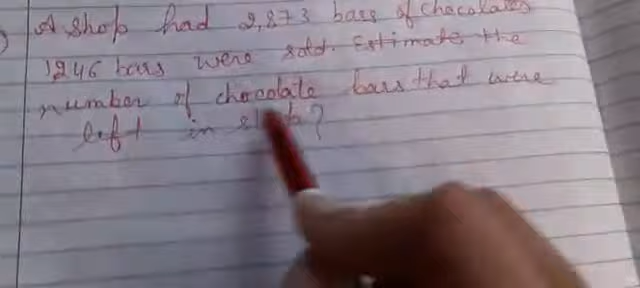 A shop had 2,873 bars of chocolates
1246 bars were sold. Estimate the
number of chocolate bars that were
left in shop?